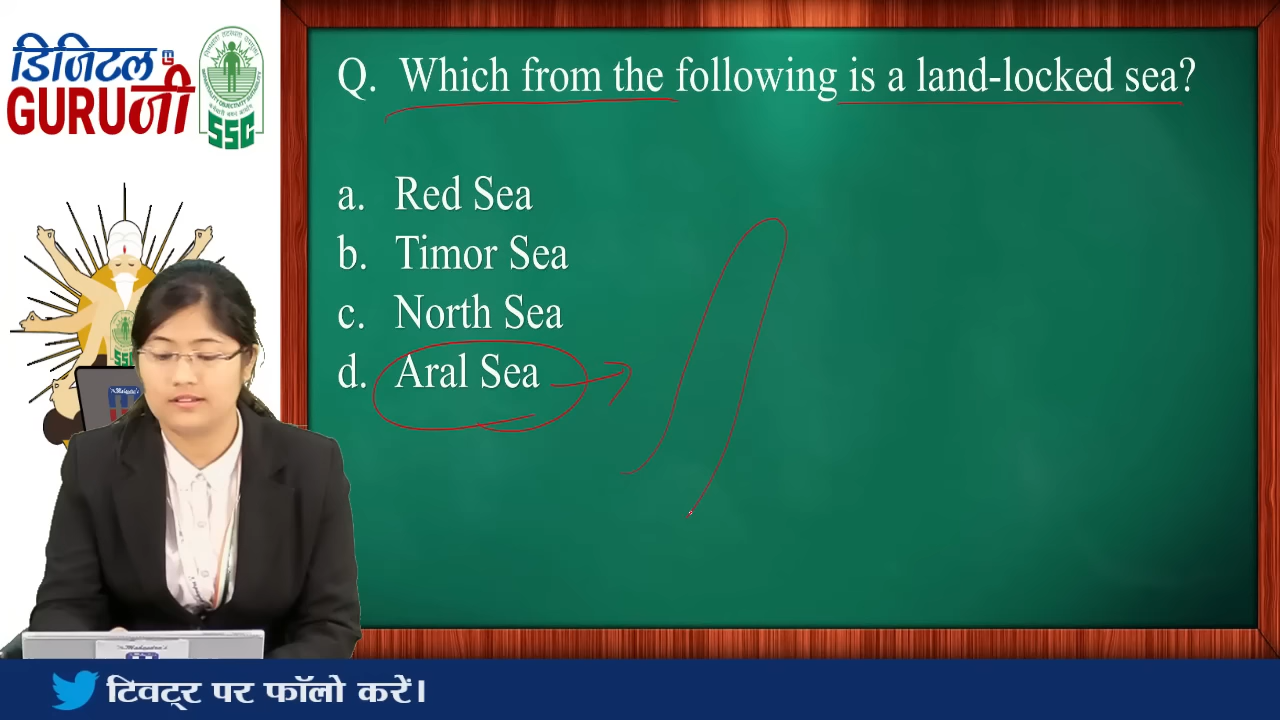 डिजिटल
GURUजी
SSC
Q. Which from the following is a land-locked sea?
a. Red Sea
b. Timor Sea
c. North Sea
d. Aral Sea
SSC
टिवट्र पर फॉलो करें।